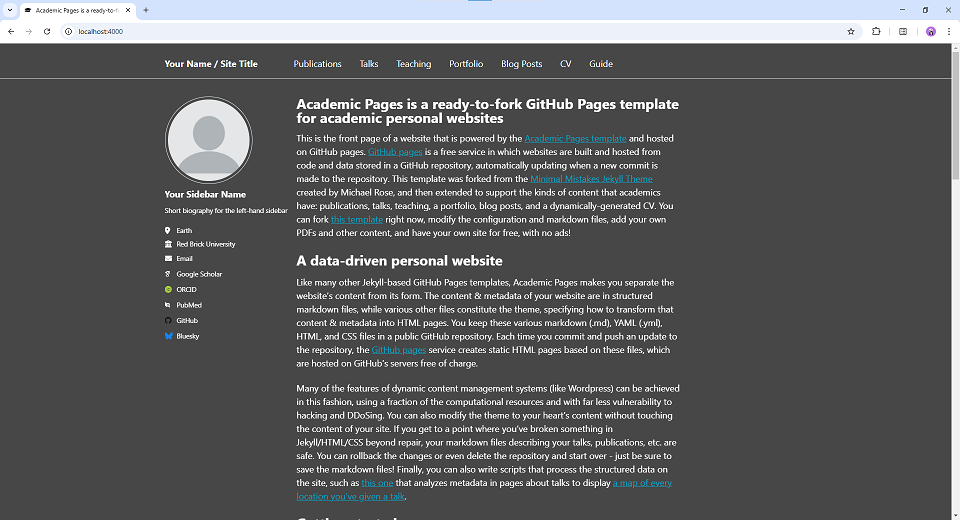 Academic Pages is a ready-to-f
localhost:4000
Your Name / Site Title
Publications
Talks
Teaching
Portfolio
Blog Posts
CV
Guide
Your Sidebar Name
Short biography for the left-hand sidebar
Earth
Red Brick University
Email
Google Scholar
ORCID
PubMed
GitHub
Bluesky
Academic Pages is a ready-to-fork GitHub Pages template
for academic personal websites
This is the front page of a website that is powered by the Academic Pages template and hosted
on GitHub pages. GitHub pages is a free service in which websites are built and hosted from
code and data stored in a GitHub repository, automatically updating when a new commit is
made to the repository. This template was forked from the Minimal Mistakes Jekyll Theme
created by Michael Rose, and then extended to support the kinds of content that academics
have: publications, talks, teaching, a portfolio, blog posts, and a dynamically-generated CV. You
can fork this template right now, modify the configuration and markdown files, add your own
PDFs and other content, and have your own site for free, with no ads!
A data-driven personal website
Like many other Jekyll-based GitHub Pages templates, Academic Pages makes you separate the
website's content from its form. The content & metadata of your website are in structured
markdown files, while various other files constitute the theme, specifying how to transform that
content & metadata into HTML pages. You keep these various markdown (.md), YAML (.yml),
HTML, and CSS files in a public GitHub repository. Each time you commit and push an update to
the repository, the GitHub pages service creates static HTML pages based on these files, which
are hosted on GitHub's servers free of charge.
Many of the features of dynamic content management systems (like Wordpress) can be achieved
in this fashion, using a fraction of the computational resources and with far less vulnerability to
hacking and DDoSing. You can also modify the theme to your heart's content without touching
the content of your site. If you get to a point where you've broken something in
Jekyll/HTML/CSS beyond repair, your markdown files describing your talks, publications, etc. are
safe. You can rollback the changes or even delete the repository and start over - just be sure to
save the markdown files! Finally, you can also write scripts that process the structured data on
the site, such as this one that analyzes metadata in pages about talks to display a map of every
location you've given a talk.